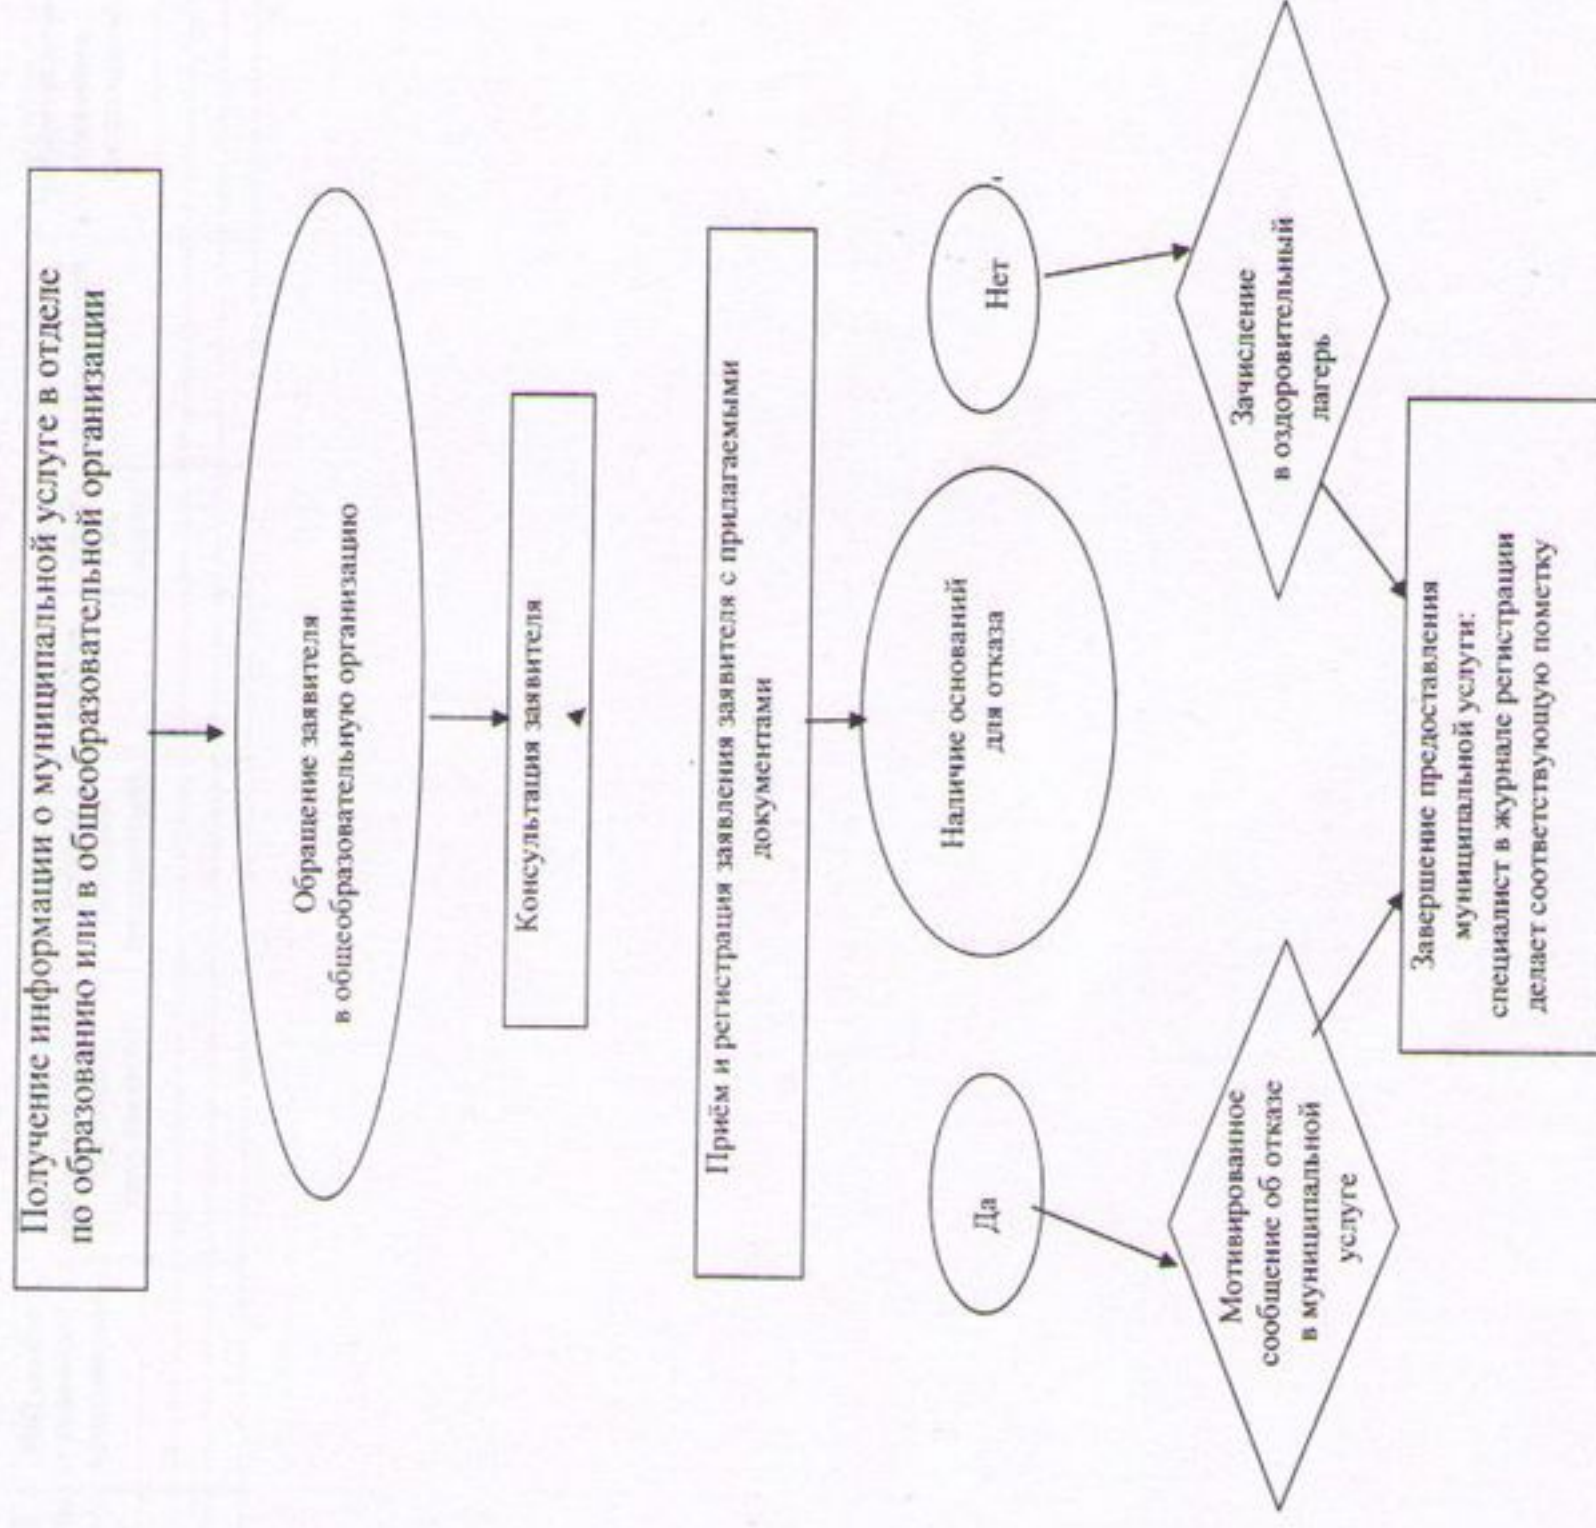 Получение информации о муниципальной услуге в отделе
по образованию или в общеобразовательной организации
Обращение заявителя
в общеобразовательную организацию
Консультация заявителя
Приём и регистрация заявления заявителя с прилагаемыми
документами
Наличие оснований
для отказа
Да
Нет
Мотивированное
сообщение об отказе
в муниципальной
услуге
Зачисление
в оздоровительный
лагерь
Завершение предоставления
муниципальной услуги:
специалист в журнале регистрации
делает соответствующую пометку